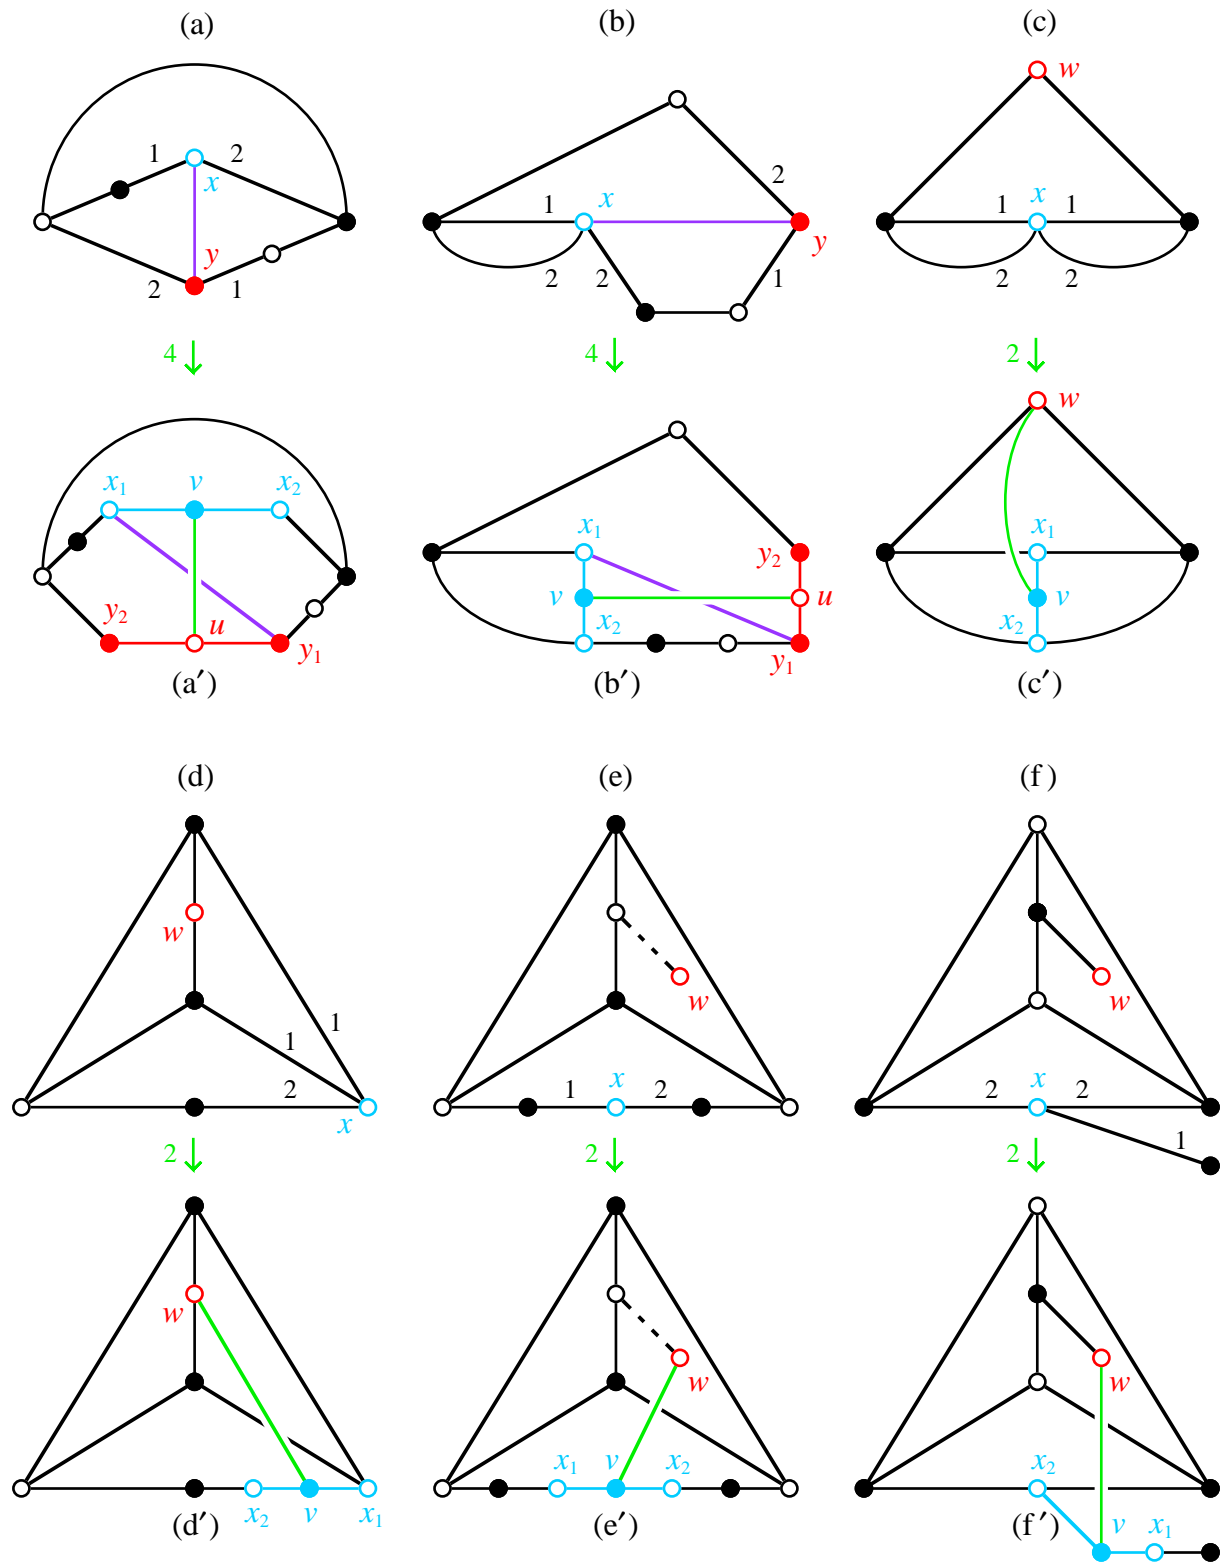 (a) (b) (c)
w
2
1 2 x
x 1 x 1 1
y y
2 1 2 2 1 2 2
4 4 2
w
x₁ v x₂ x₁ y₂ x₁
v u v
y₂ u y₁ x₂ y₁ x₂
(a′) (b′) (c′)
(d) (e) (f)
w
w w
1
1
2 1 x 2 2 x 2
x 1
2 2 2
w
w w
x₁ v x₂ x₂
x₂ v x₁ v x₁
(d′) (e′) (f′)